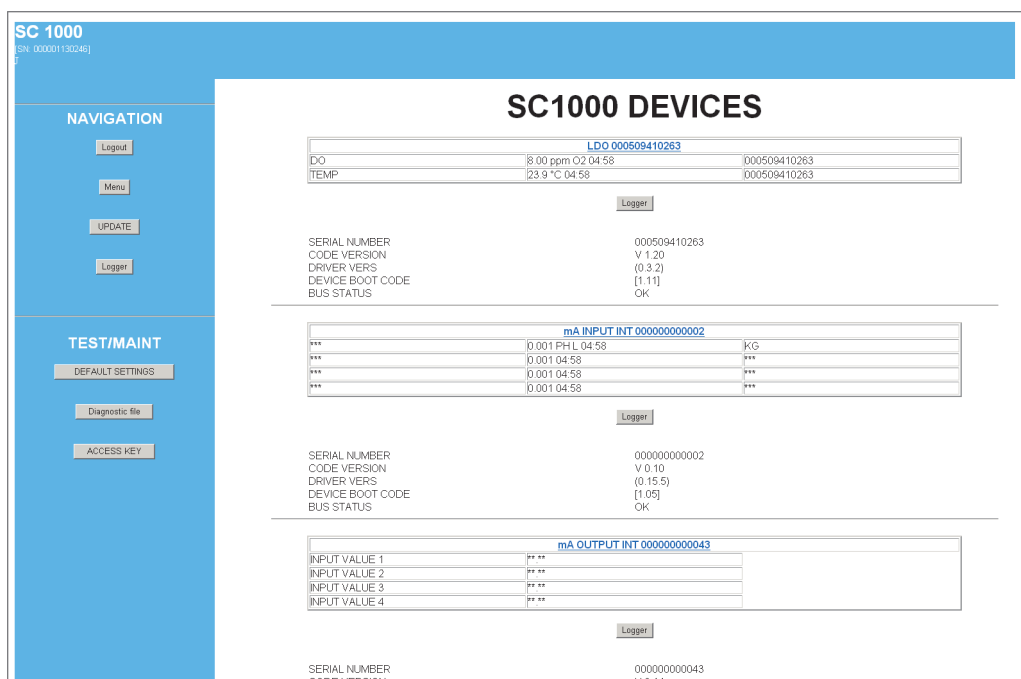 SC 1000
[SN: 000001130246]
NAVIGATION
Logout
Menu
UPDATE
Logger
TEST/MAINT
DEFAULT SETTINGS
Diagnostic file
ACCESS KEY
SC1000 DEVICES
LDO 000509410263
DO 8.00 ppm O2 04:58 000509410263
TEMP 23.9 °C 04:58 000509410263
Logger
SERIAL NUMBER 000509410263
CODE VERSION V 1.20
DRIVER VERS (0.3.2)
DEVICE BOOT CODE [1.11]
BUS STATUS OK
mA INPUT INT 000000000002
*** 0.001 PH L 04:58 KG
*** 0.001 04:58 ***
*** 0.001 04:58 ***
*** 0.001 04:58 ***
Logger
SERIAL NUMBER 000000000002
CODE VERSION V 0.10
DRIVER VERS (0.15.5)
DEVICE BOOT CODE [1.05]
BUS STATUS OK
mA OUTPUT INT 000000000043
INPUT VALUE 1 **.**
INPUT VALUE 2 **.**
INPUT VALUE 3 **.**
INPUT VALUE 4 **.**
Logger
SERIAL NUMBER 000000000043